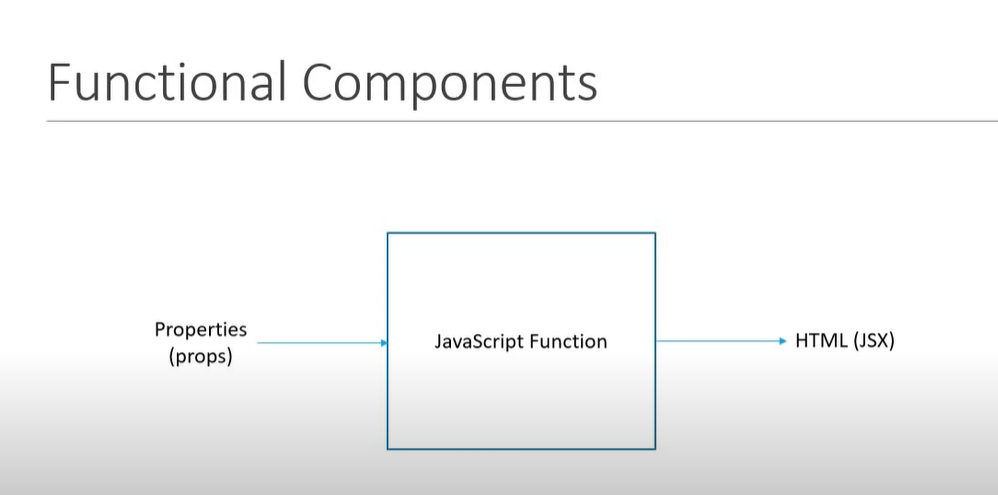 Functional Components
Properties
(props)
JavaScript Function
HTML (JSX)